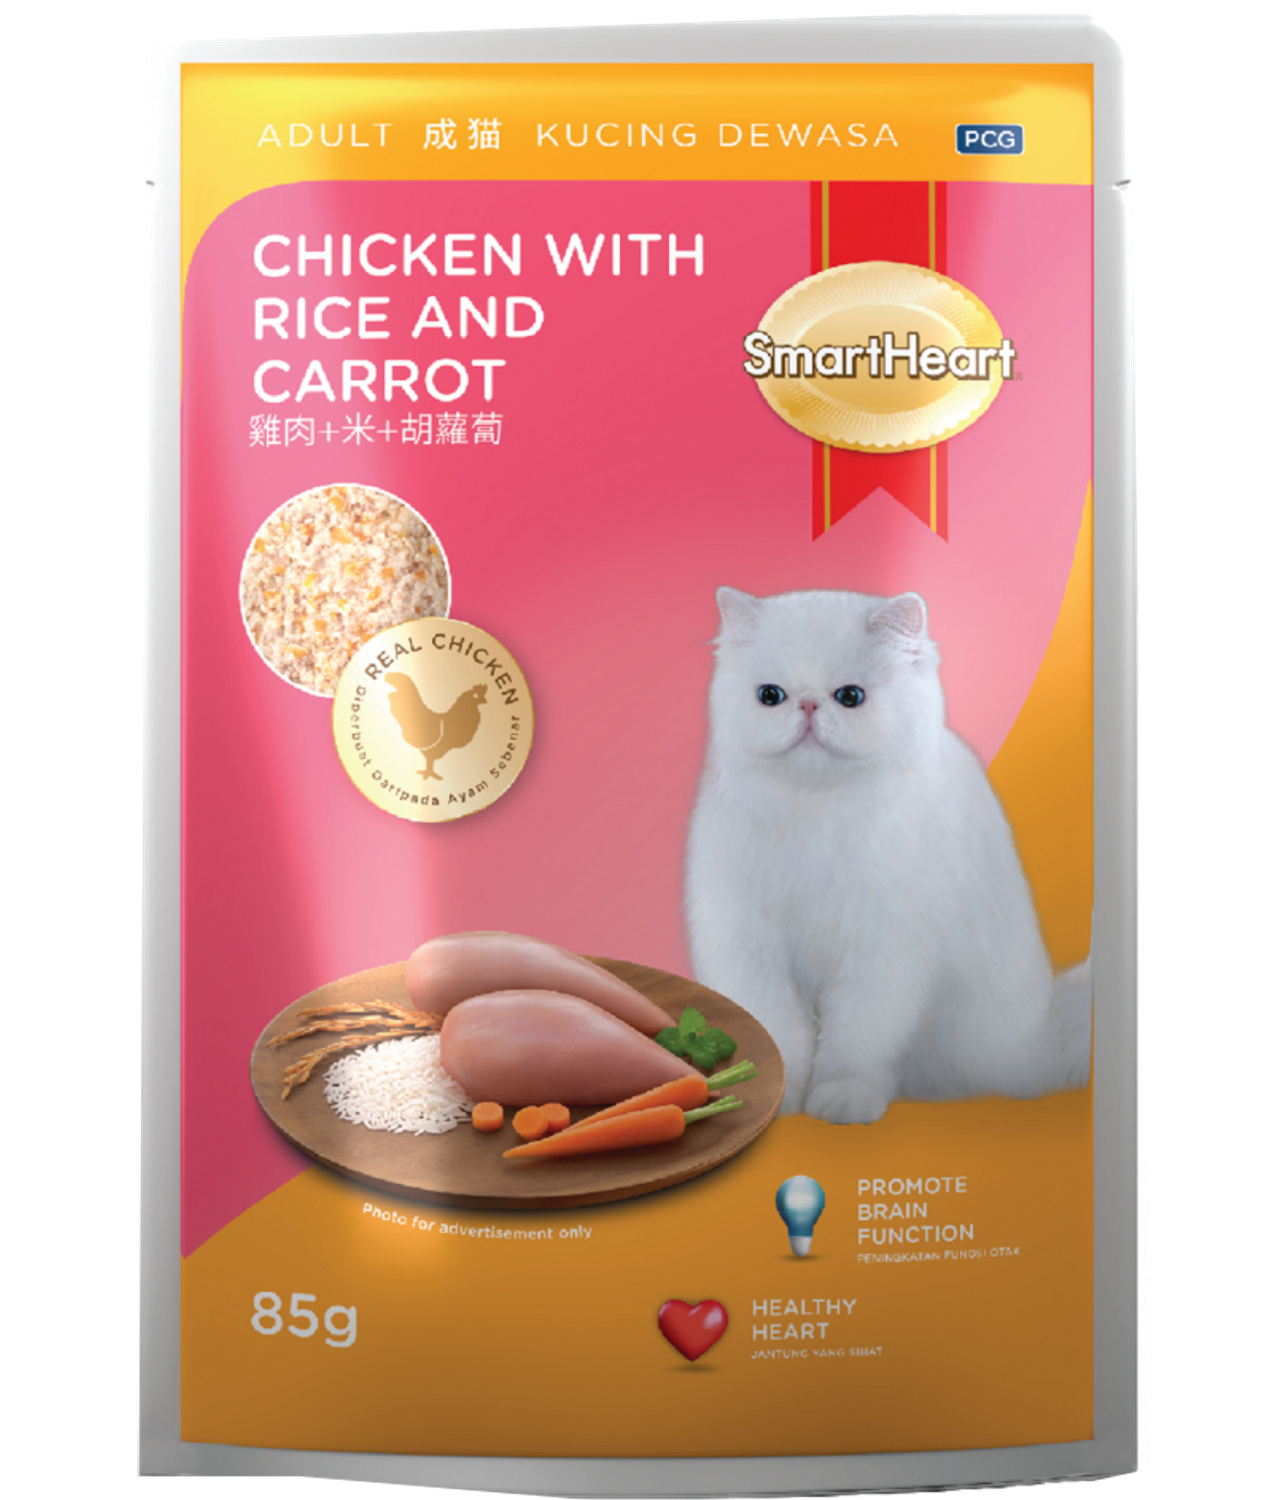 ADULT 成猫 KUCING DEWASA PCG
CHICKEN WITH
RICE AND
CARROT
雞肉+米+胡蘿蔔
SmartHeart
REAL CHICKEN
Diperbuat Daripada Ayam Sebenar
Photo for advertisement only
PROMOTE
BRAIN
FUNCTION
PENINGKATAN FUNGSI OTAK
85g
HEALTHY
HEART
JANTUNG YANG SIHAT